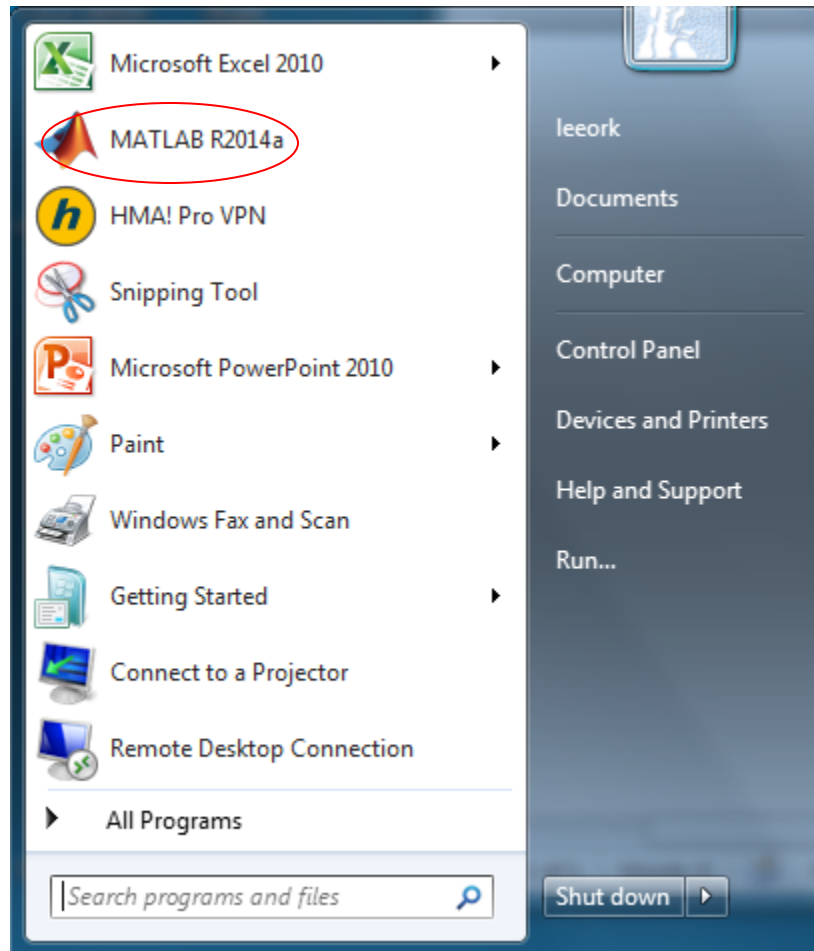 Microsoft Excel 2010
MATLAB R2014a
HMA! Pro VPN
Snipping Tool
Microsoft PowerPoint 2010
Paint
Windows Fax and Scan
Getting Started
Connect to a Projector
Remote Desktop Connection
All Programs
Search programs and files
leeork
Documents
Computer
Control Panel
Devices and Printers
Help and Support
Run...
Shut down